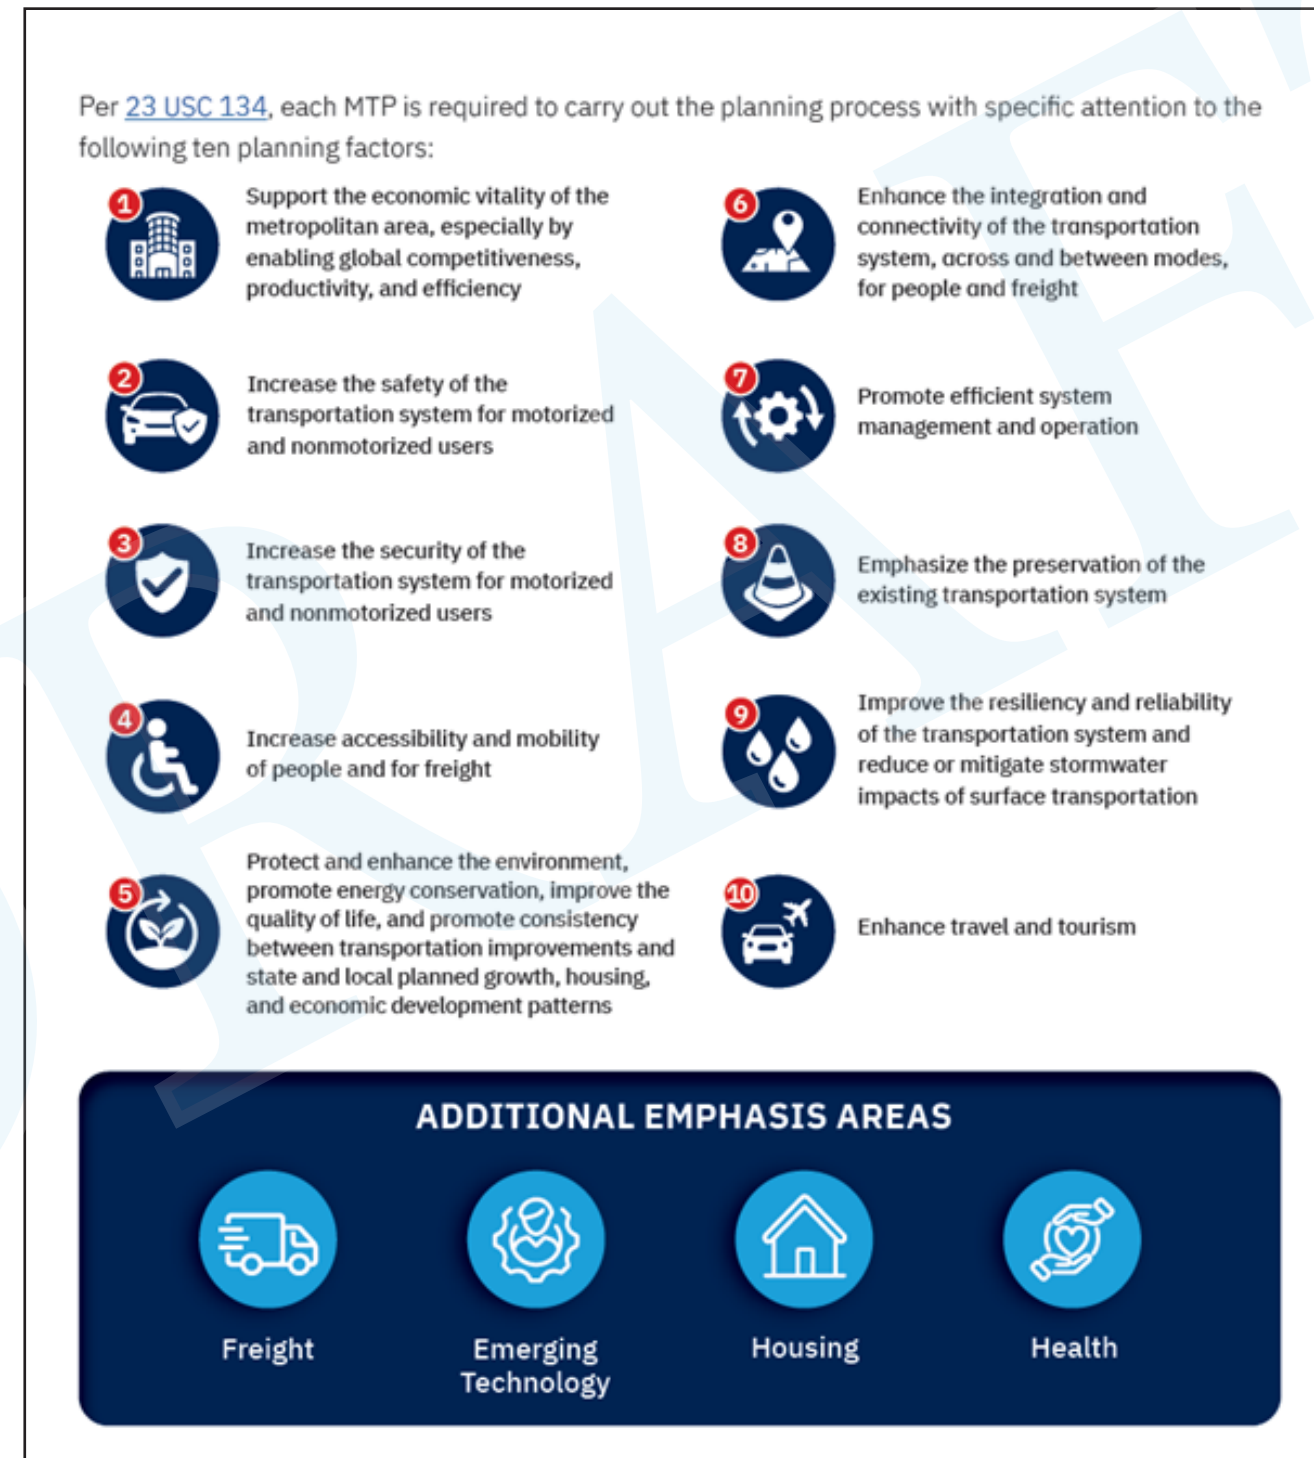 Per 23 USC 134, each MTP is required to carry out the planning process with specific attention to the
following ten planning factors:
1
Support the economic vitality of the
metropolitan area, especially by
enabling global competitiveness,
productivity, and efficiency
2
Increase the safety of the
transportation system for motorized
and nonmotorized users
3
Increase the security of the
transportation system for motorized
and nonmotorized users
4
Increase accessibility and mobility
of people and for freight
5
Protect and enhance the environment,
promote energy conservation, improve the
quality of life, and promote consistency
between transportation improvements and
state and local planned growth, housing,
and economic development patterns
6
Enhance the integration and
connectivity of the transportation
system, across and between modes,
for people and freight
7
Promote efficient system
management and operation
8
Emphasize the preservation of the
existing transportation system
9
Improve the resiliency and reliability
of the transportation system and
reduce or mitigate stormwater
impacts of surface transportation
10
Enhance travel and tourism
ADDITIONAL EMPHASIS AREAS
Freight
Emerging
Technology
Housing
Health
DRAFT